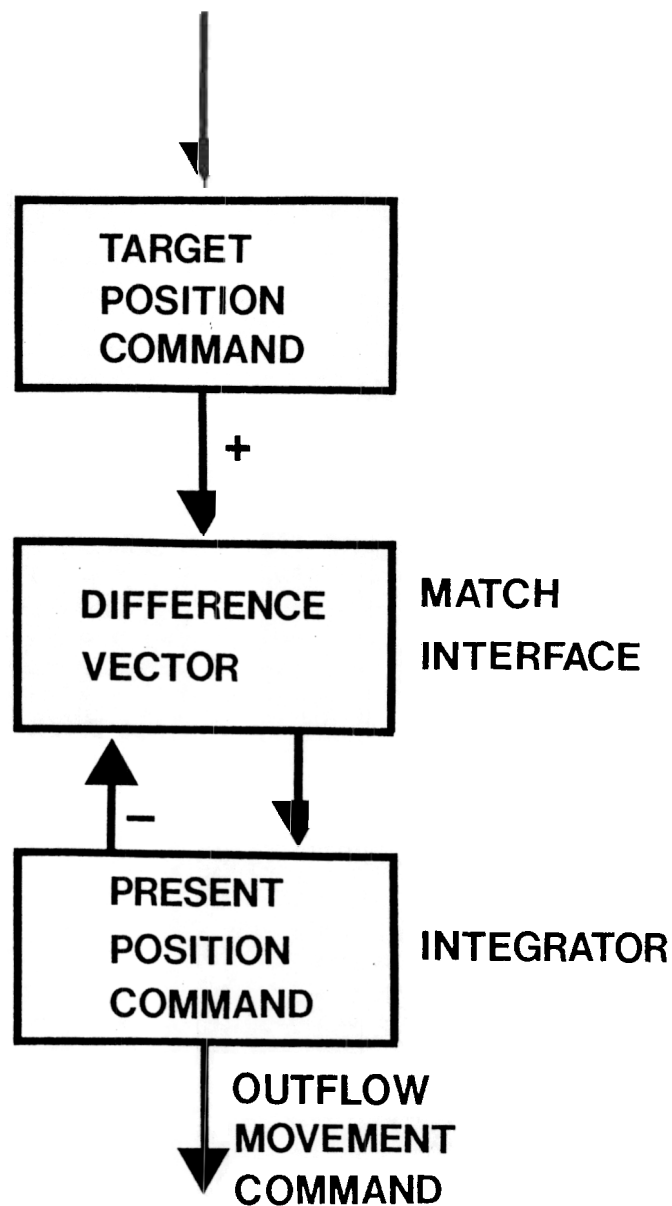 TARGET
POSITION
COMMAND
+
DIFFERENCE
VECTOR
MATCH
INTERFACE
−
PRESENT
POSITION
COMMAND
INTEGRATOR
OUTFLOW
MOVEMENT
COMMAND